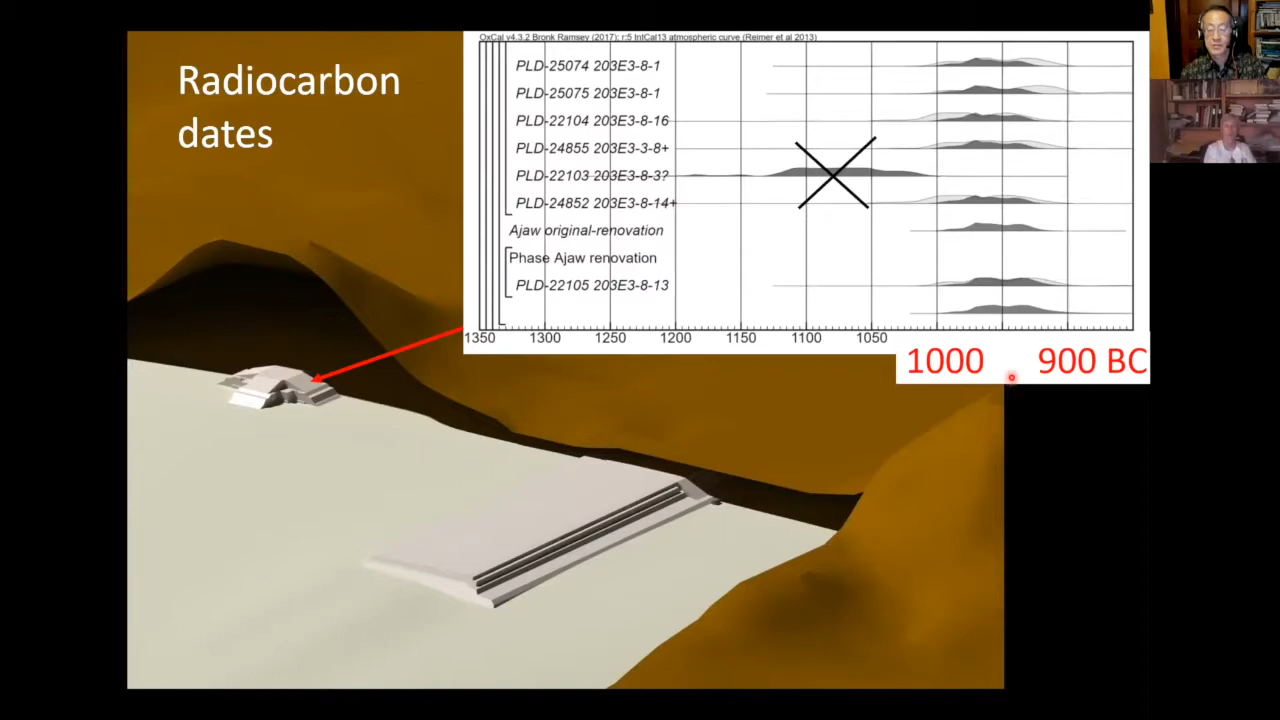 Radiocarbon
dates
OxCal v4.3.2 Bronk Ramsey (2017); r:5 IntCal13 atmospheric curve (Reimer et al 2013)
PLD-25074 203E3-8-1
PLD-25075 203E3-8-1
PLD-22104 203E3-8-16
PLD-24855 203E3-3-8+
PLD-22103 203E3-8-3?
PLD-24852 203E3-8-14+
Ajaw original-renovation
Phase Ajaw renovation
PLD-22105 203E3-8-13
1350 1300 1250 1200 1150 1100 1050
1000 900 BC